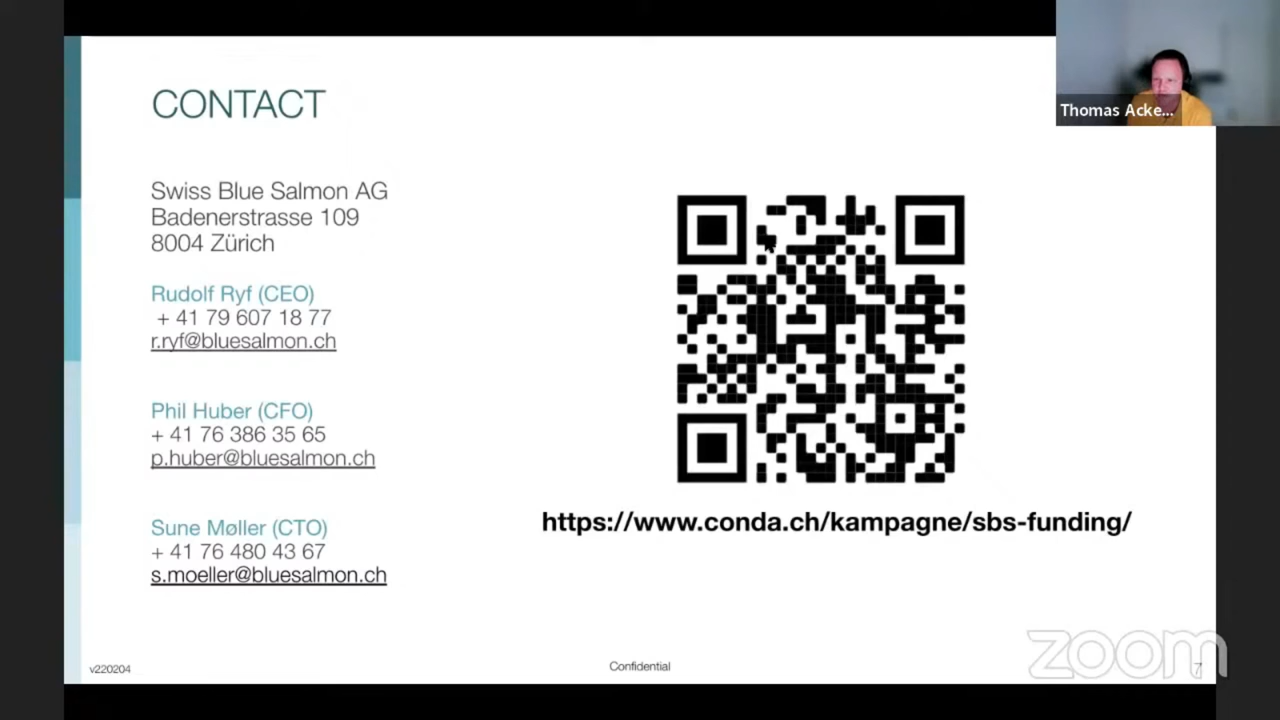 CONTACT
Thomas Acke...
Swiss Blue Salmon AG
Badenerstrasse 109
8004 Zürich
Rudolf Ryf (CEO)
+ 41 79 607 18 77
r.ryf@bluesalmon.ch
Phil Huber (CFO)
+ 41 76 386 35 65
p.huber@bluesalmon.ch
Sune Møller (CTO)
+ 41 76 480 43 67
s.moeller@bluesalmon.ch
https://www.conda.ch/kampagne/sbs-funding/
v220204
Confidential
zoom
7